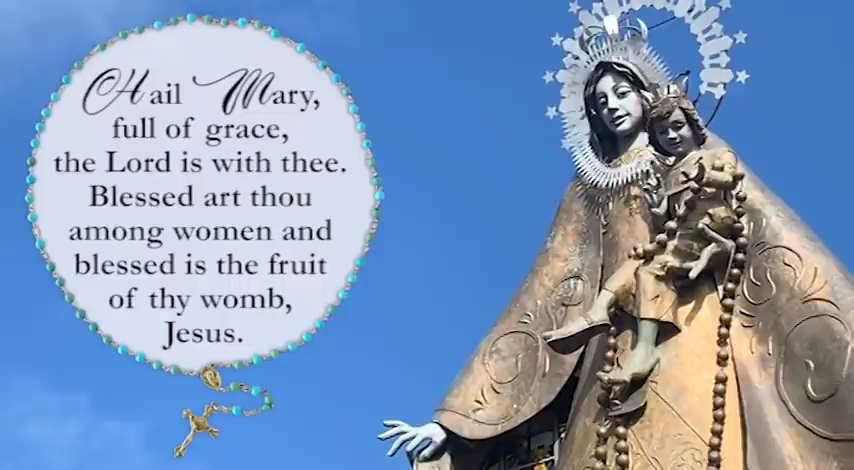 Hail Mary,
full of grace,
the Lord is with thee.
Blessed art thou
among women and
blessed is the fruit
of thy womb,
Jesus.